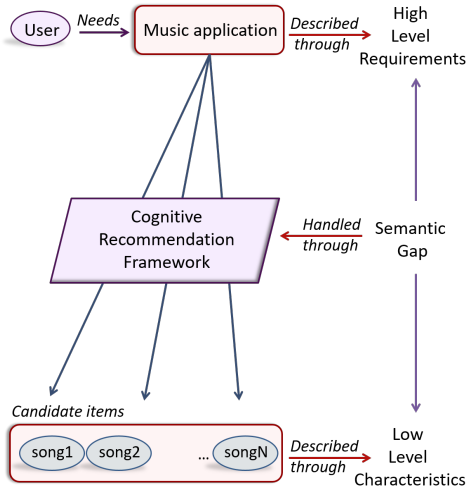 User
Needs
Music application
Described
through
High
Level
Requirements
Cognitive
Recommendation
Framework
Handled
through
Semantic
Gap
Candidate items
song1
song2
...
songN
Described
through
Low
Level
Characteristics